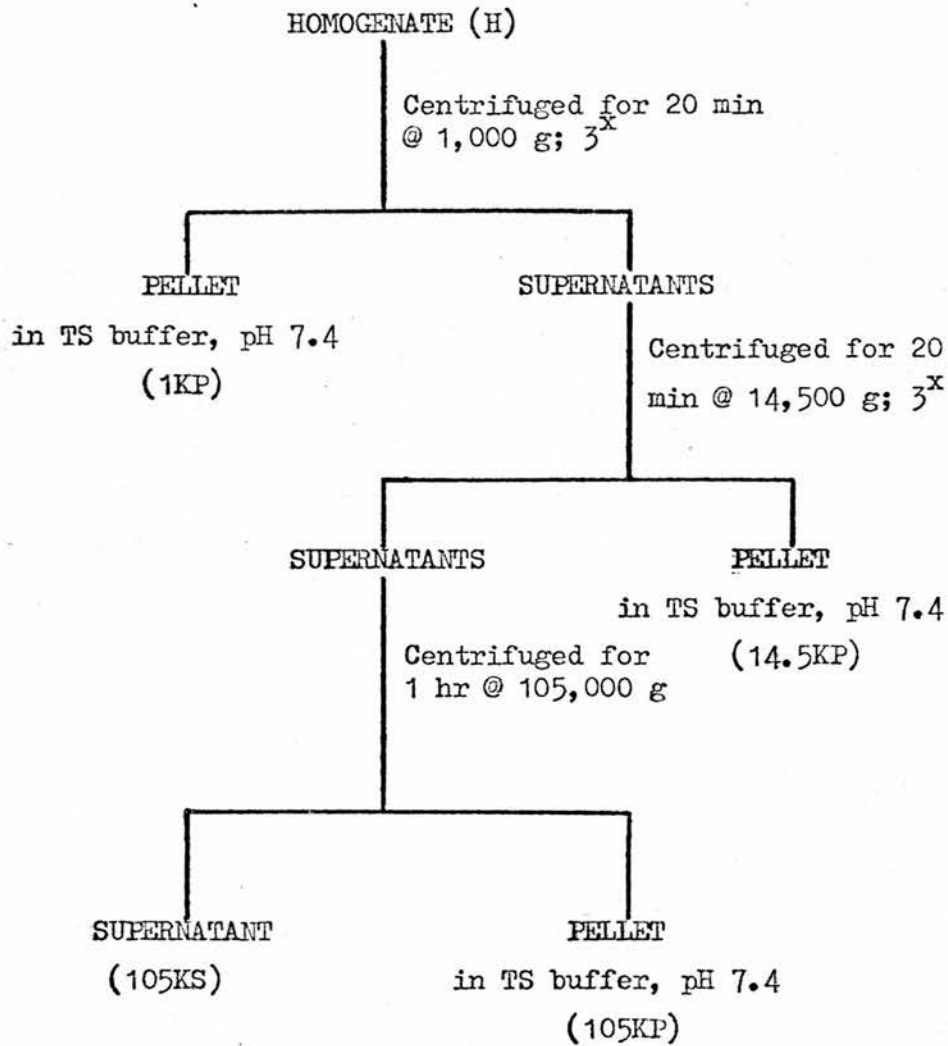 HOMOGENATE (H)
Centrifuged for 20 min
@ 1,000 g; 3x
PELLET
in TS buffer, pH 7.4
(1KP)
SUPERNATANTS
Centrifuged for 20
min @ 14,500 g; 3x
SUPERNATANTS
PELLET
in TS buffer, pH 7.4
(14.5KP)
Centrifuged for
1 hr @ 105,000 g
SUPERNATANT
(105KS)
PELLET
in TS buffer, pH 7.4
(105KP)